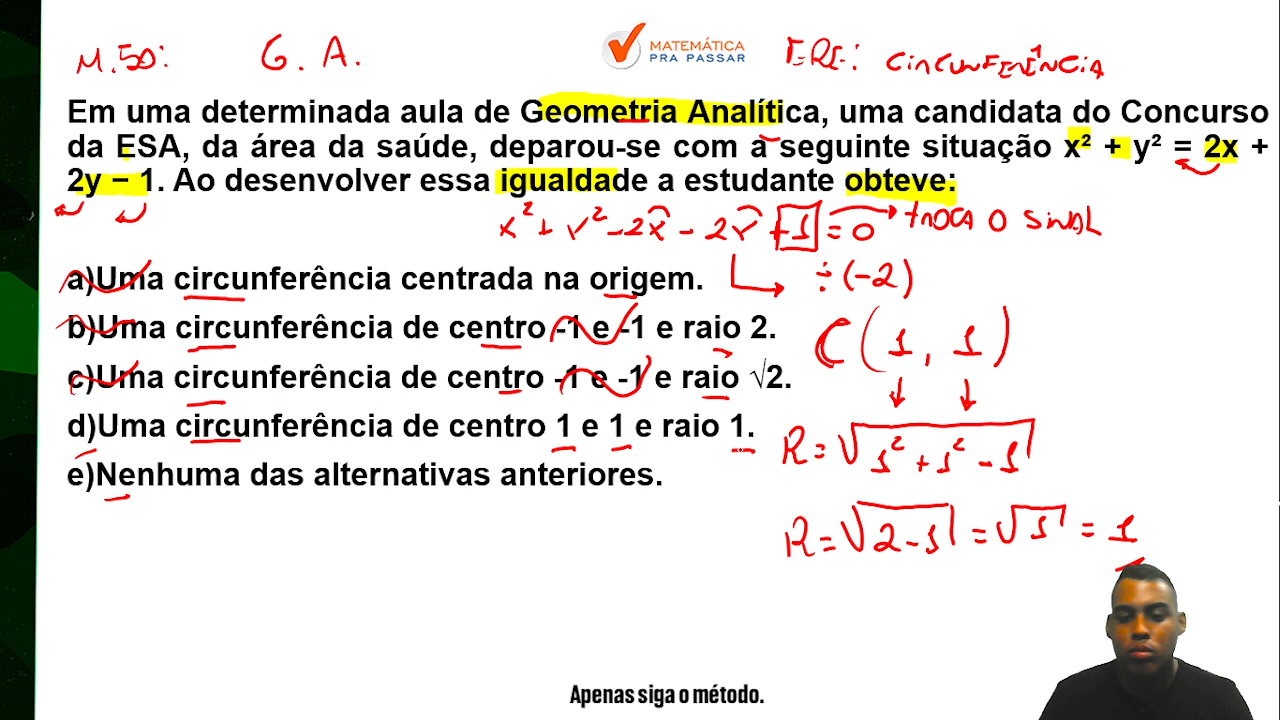 M.50: G. A. MATEMÁTICA PRA PASSAR CIRCUNFERÊNCIA
Em uma determinada aula de Geometria Analítica, uma candidata do Concurso
da ESA, da área da saúde, deparou-se com a seguinte situação x² + y² = 2x +
2y − 1. Ao desenvolver essa igualdade a estudante obteve:
x² + y² - 2x - 2y + 1 = 0 → TROCA O SINAL
a)Uma circunferência centrada na origem.
÷ (-2)
b)Uma circunferência de centro -1 e -1 e raio 2.
C (1, 1)
c)Uma circunferência de centro -1 e -1 e raio √2.
d)Uma circunferência de centro 1 e 1 e raio 1.
R = √1² + 1² - 1
e)Nenhuma das alternativas anteriores.
R = √2 - 1 = √1 = 1
Apenas siga o método.